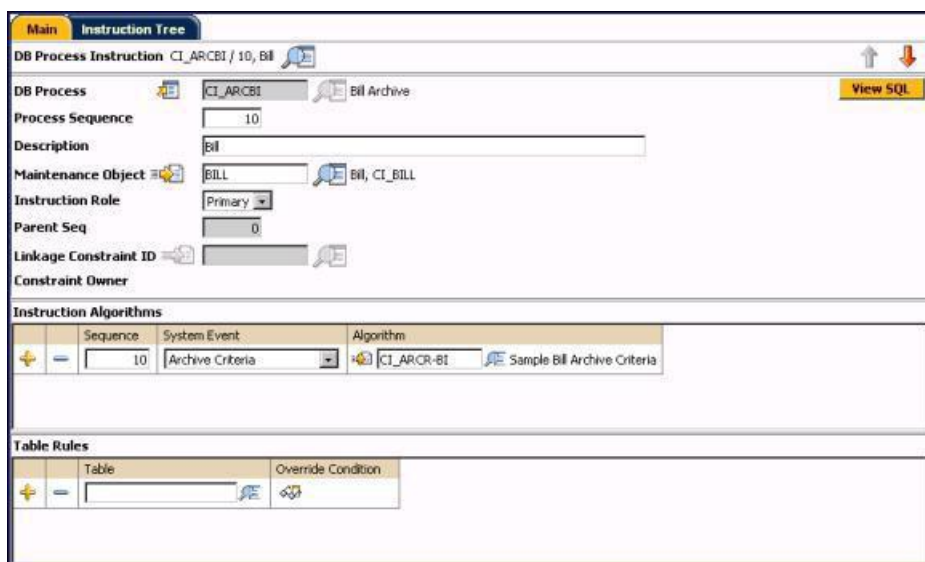 Main Instruction Tree
DB Process Instruction CI_ARCBI / 10, Bill
DB Process CI_ARCBI Bill Archive View SQL
Process Sequence 10
Description Bill
Maintenance Object BILL Bill, CI_BILL
Instruction Role Primary
Parent Seq 0
Linkage Constraint ID
Constraint Owner
Instruction Algorithms
Sequence System Event Algorithm
10 Archive Criteria CI_ARCR-BI Sample Bill Archive Criteria
Table Rules
Table Override Condition